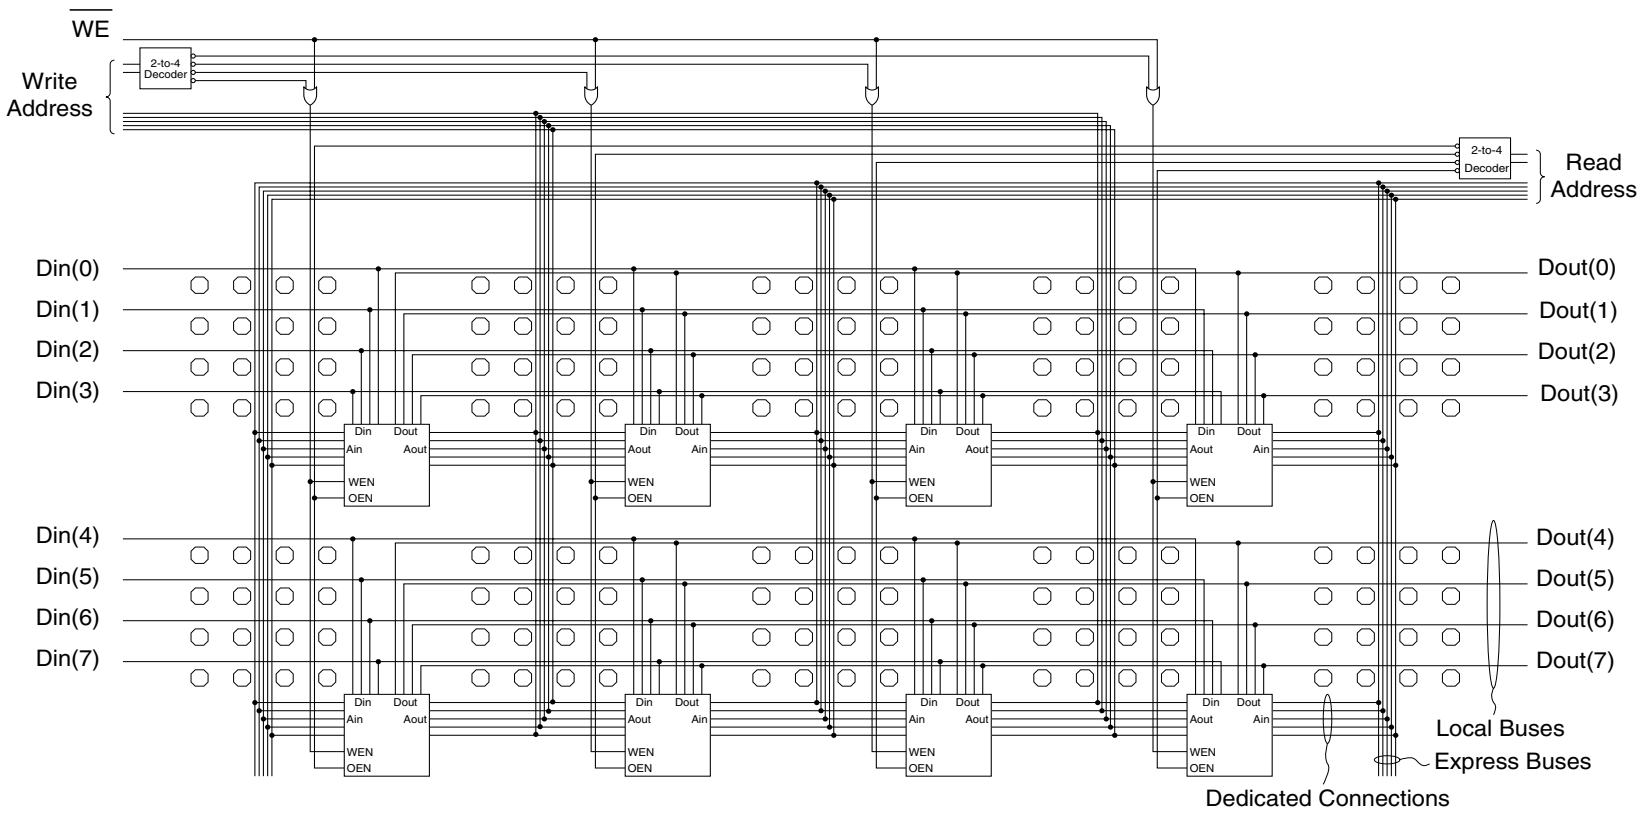 WE
2-to-4
Decoder
Write
Address
2-to-4
Decoder
Read
Address
Din(0)
Dout(0)
Din(1)
Dout(1)
Din(2)
Dout(2)
Din(3)
Dout(3)
Din Dout
Ain Aout
WEN
OEN
Din Dout
Aout Ain
WEN
OEN
Din Dout
Ain Aout
WEN
OEN
Din Dout
Aout Ain
WEN
OEN
Din(4)
Dout(4)
Din(5)
Dout(5)
Din(6)
Dout(6)
Din(7)
Dout(7)
Din Dout
Ain Aout
WEN
OEN
Din Dout
Aout Ain
WEN
OEN
Din Dout
Ain Aout
WEN
OEN
Din Dout
Aout Ain
WEN
OEN
Local Buses
Express Buses
Dedicated Connections